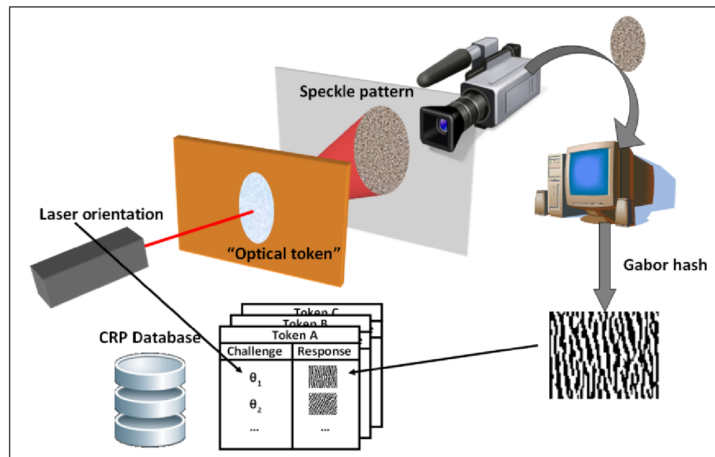 Speckle pattern
Laser orientation
“Optical token”
Gabor hash
CRP Database
Token C
Token B
Token A
Challenge Response
θ1
θ2
... ...